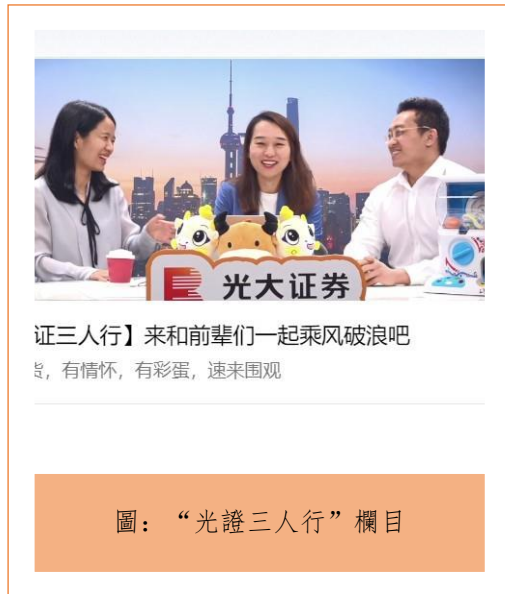 光大证券
证三人行】来和前辈们一起乘风破浪吧
货，有情怀，有彩蛋，速来围观
圖：“光證三人行”欄目